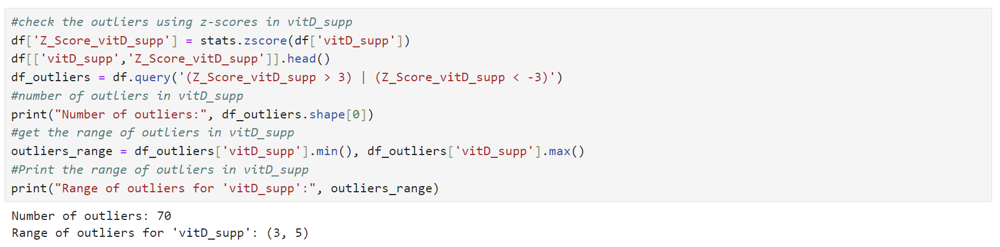 #check the outliers using z-scores in vitD_supp
df['Z_Score_vitD_supp'] = stats.zscore(df['vitD_supp'])
df[['vitD_supp','Z_Score_vitD_supp']].head()
df_outliers = df.query('(Z_Score_vitD_supp > 3) | (Z_Score_vitD_supp < -3)')
#number of outliers in vitD_supp
print("Number of outliers:", df_outliers.shape[0])
#get the range of outliers in vitD_supp
outliers_range = df_outliers['vitD_supp'].min(), df_outliers['vitD_supp'].max()
#Print the range of outliers in vitD_supp
print("Range of outliers for 'vitD_supp':", outliers_range)
Number of outliers: 70
Range of outliers for 'vitD_supp': (3, 5)